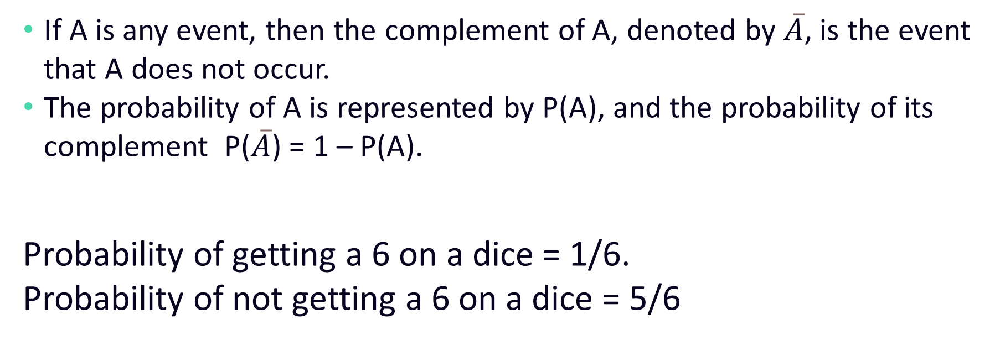 • If A is any event, then the complement of A, denoted by Ā, is the event
that A does not occur.
• The probability of A is represented by P(A), and the probability of its
complement P(Ā) = 1 – P(A).
Probability of getting a 6 on a dice = 1/6.
Probability of not getting a 6 on a dice = 5/6